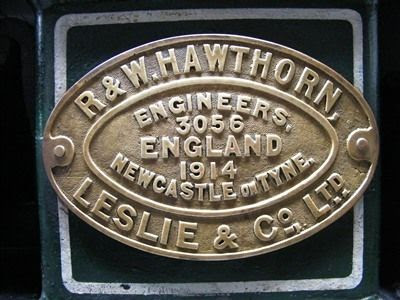 R & W. HAWTHORN,
ENGINEERS,
3056
ENGLAND
1914
NEWCASTLE ON TYNE.
LESLIE & Co. LTD